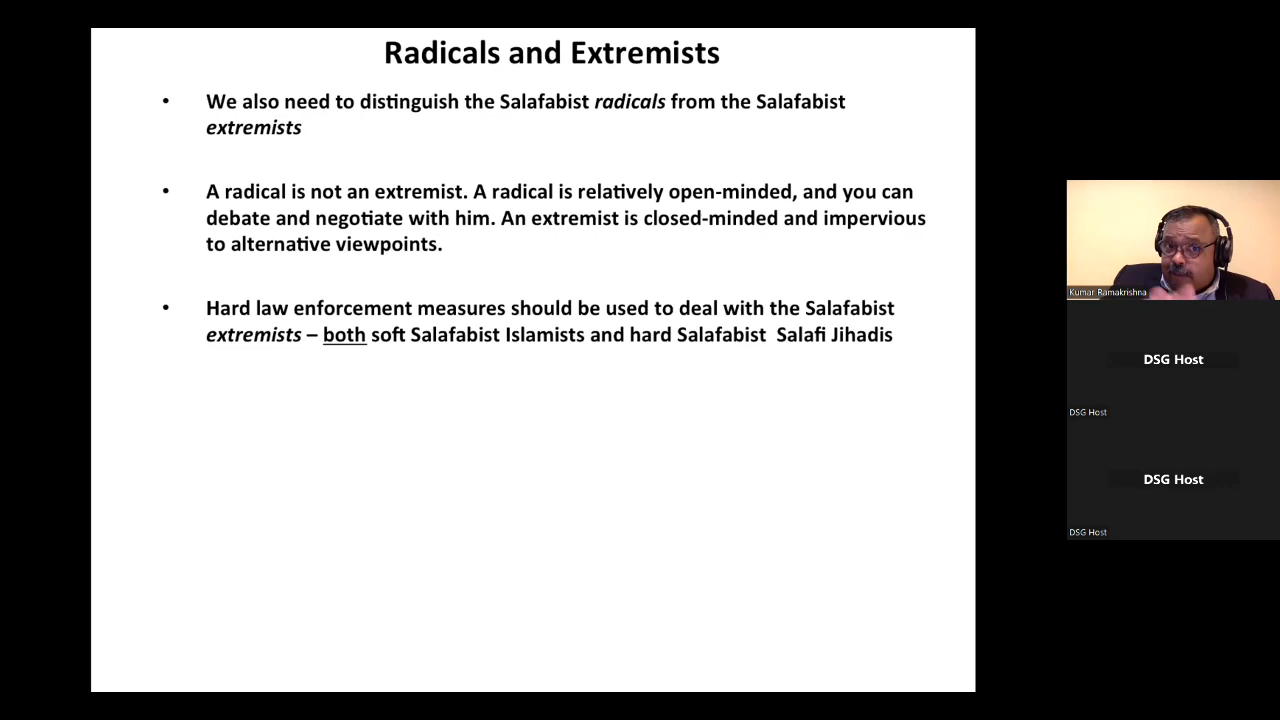 Radicals and Extremists
• We also need to distinguish the Salafabist radicals from the Salafabist
extremists
• A radical is not an extremist. A radical is relatively open-minded, and you can
debate and negotiate with him. An extremist is closed-minded and impervious
to alternative viewpoints.
• Hard law enforcement measures should be used to deal with the Salafabist
extremists – both soft Salafabist Islamists and hard Salafabist  Salafi Jihadis
Kumar Ramakrishna
DSG Host
DSG Host
DSG Host
DSG Host